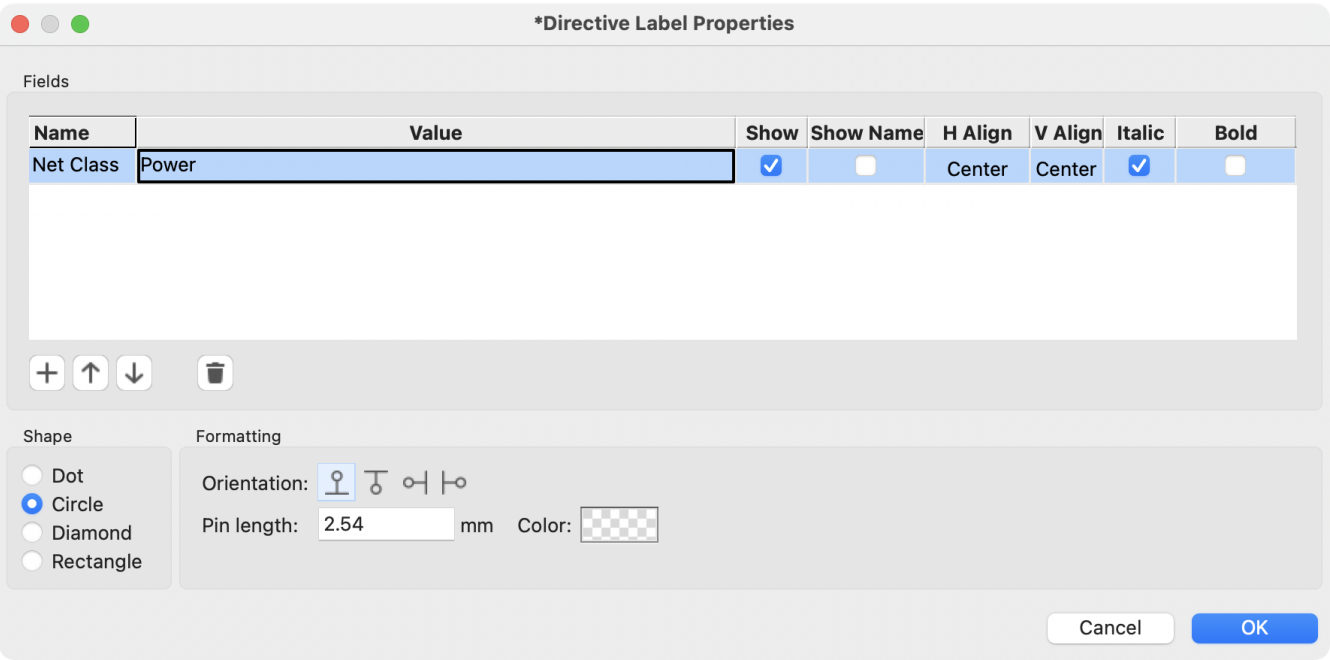 *Directive Label Properties
Fields
Name Value Show Show Name H Align V Align Italic Bold
Net Class Power Center Center
Shape Formatting
Dot Orientation:
Circle
Pin length: 2.54 mm Color:
Diamond
Rectangle
Cancel OK